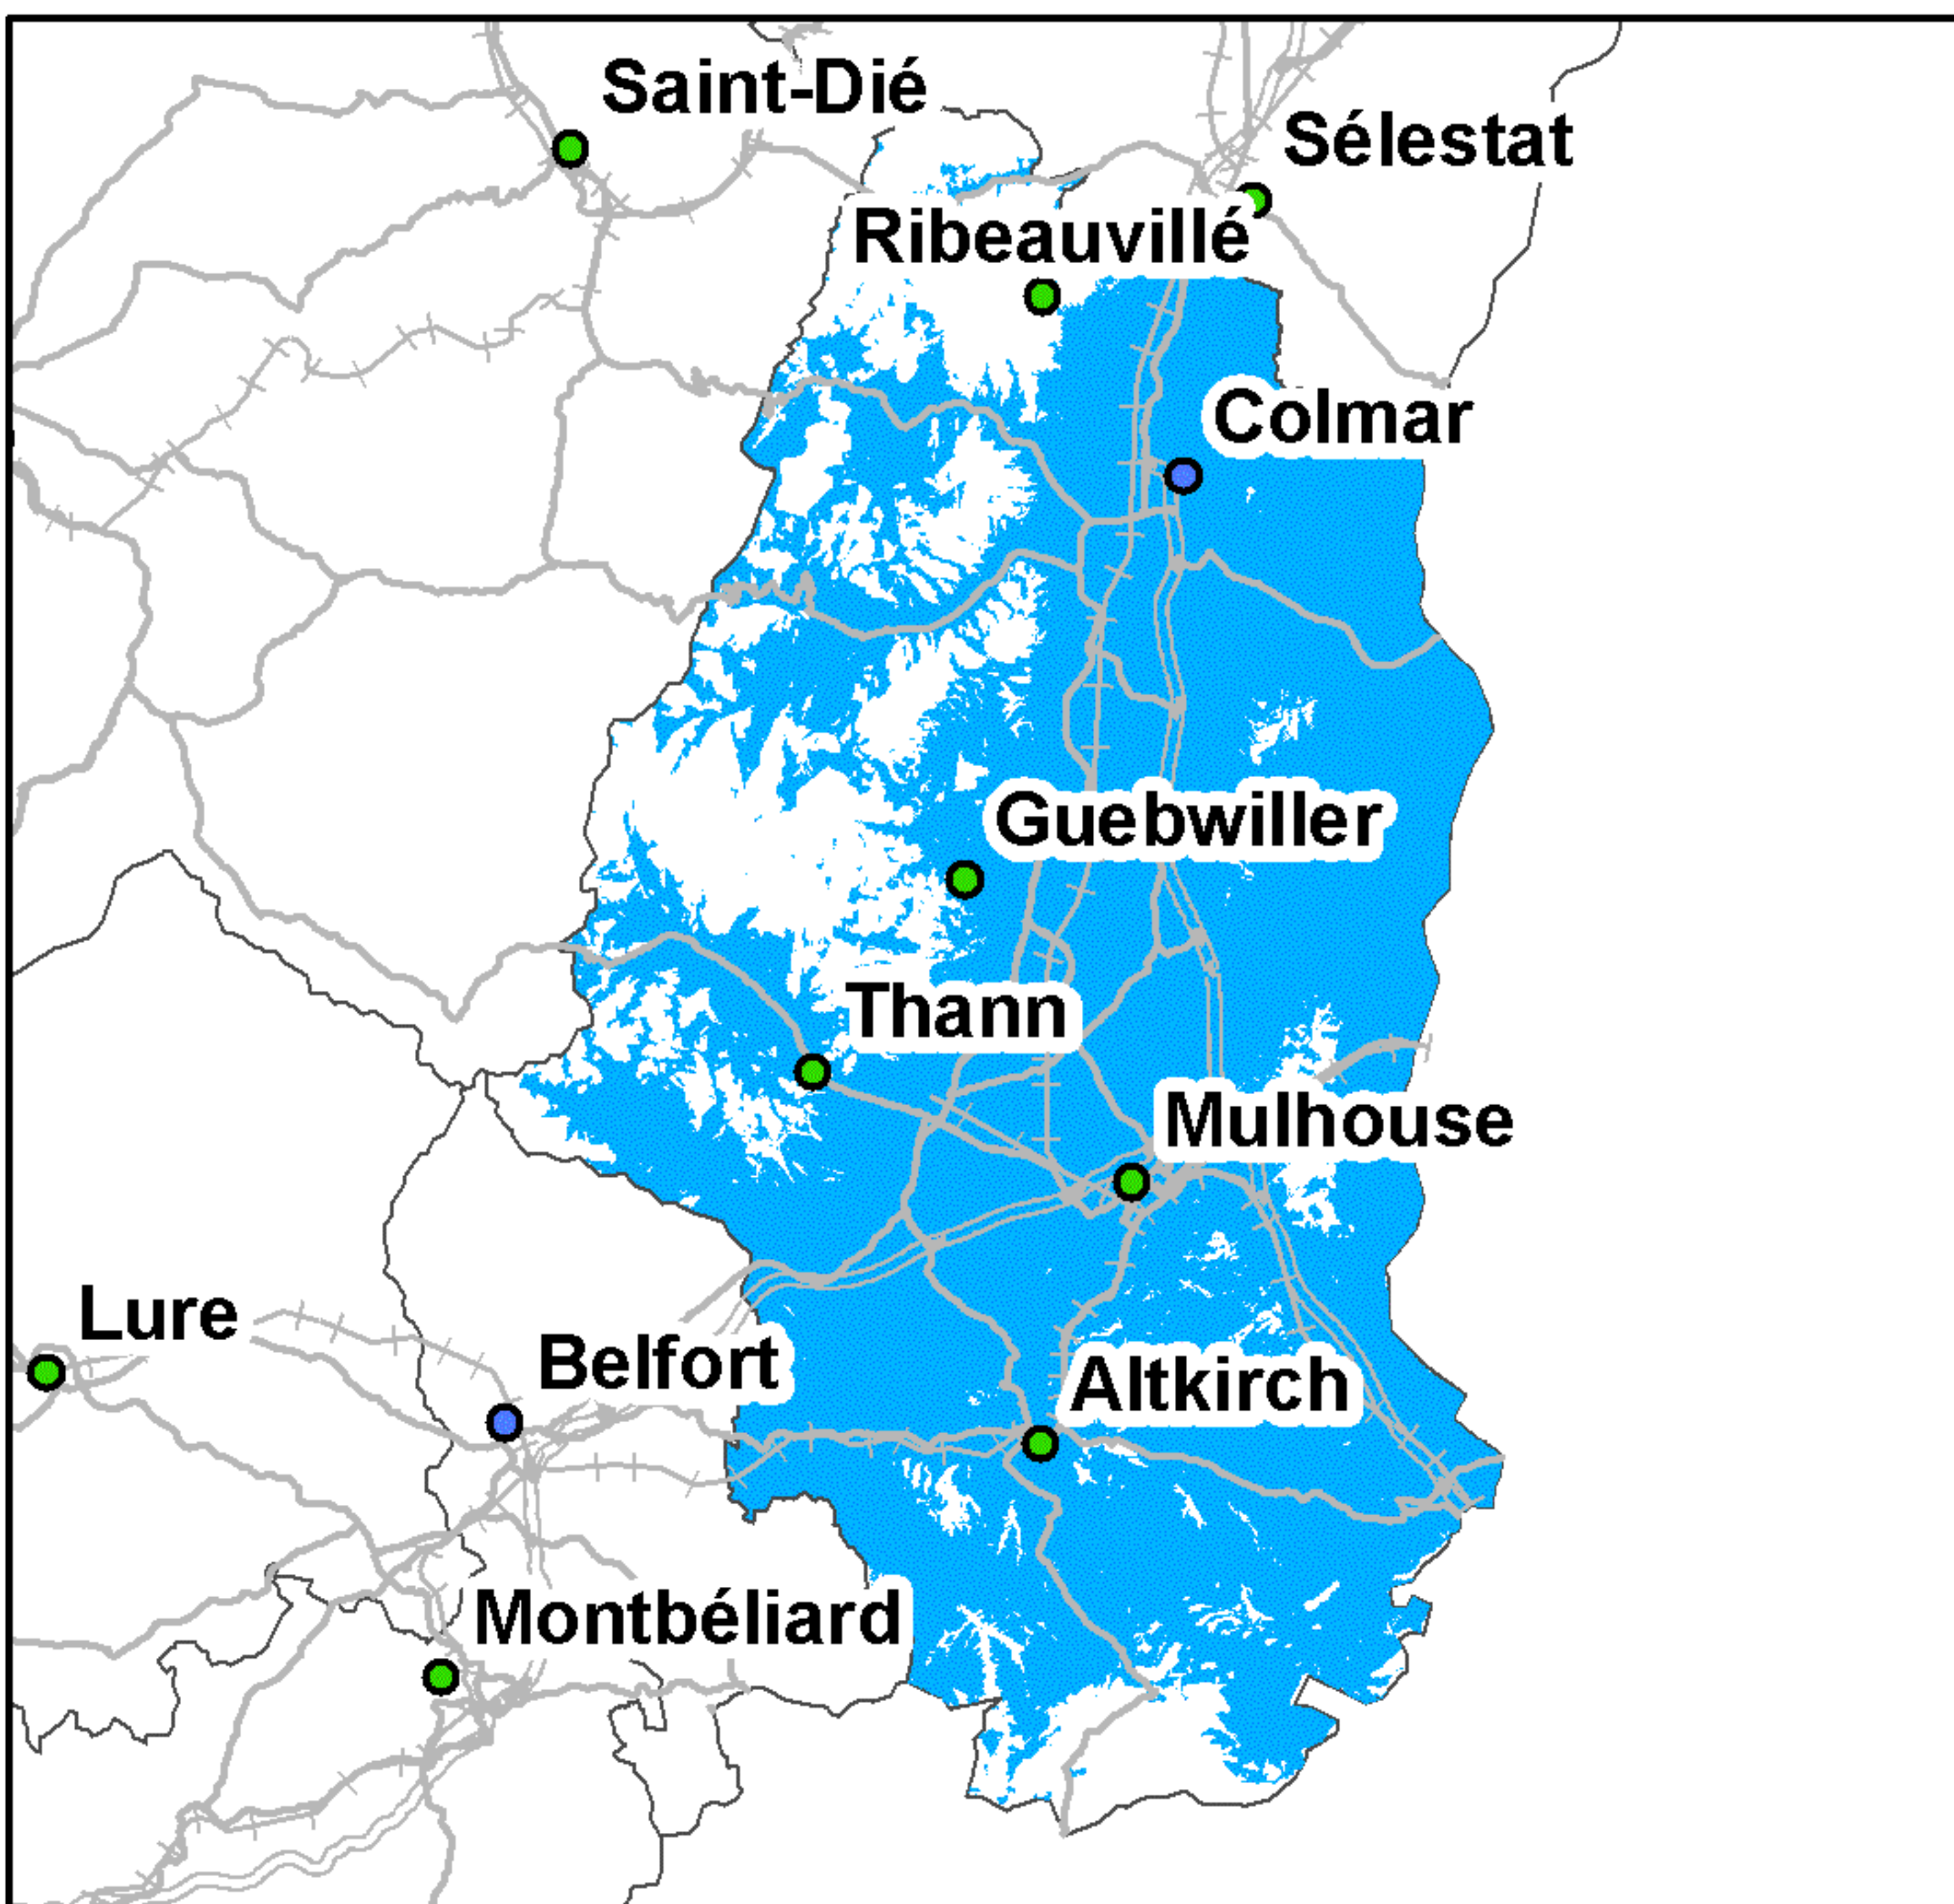 Saint-Dié
Sélestat
Ribeauvillé
Colmar
Guebwiller
Thann
Mulhouse
Lure
Belfort
Altkirch
Montbéliard